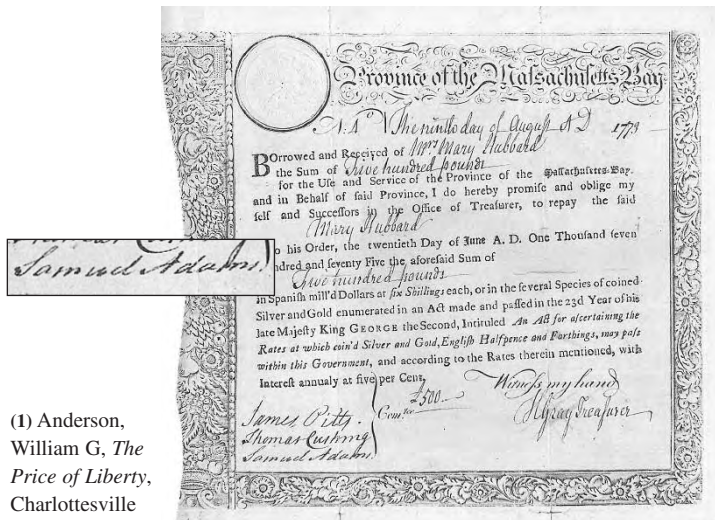 Province of the Maſsachuſetts Bay
The ninth day of August A D 1773
BOrrowed and Received of Mrs Mary Hubbard
the Sum of Five hundred pounds
for the Uſe and Service of the Province of the Maſſachuſetts-Bay.
and in Behalf of ſaid Province, I do hereby promiſe and oblige my
ſelf and Succeſſors in the Office of Treaſurer, to repay the ſaid
Mary Hubbard
o his Order, the twentieth Day of June A. D. One Thouſand ſeven
ndred and ſeventy Five the aforeſaid Sum of
Five hundred pounds
in Spaniſh mill'd Dollars at ſix Shillings each, or in the ſeveral Species of coined
Silver and Gold enumerated in an Act made and paſſed in the 23d Year of his
late Majeſty King GEORGE the Second, Intituled An Act for aſcertaining the
Rates at which coin'd Silver and Gold, Engliſh Halfpence and Farthings, may paſs
within this Government, and according to the Rates therein mentioned, with
Intereſt annualy at five per Cent.
Witneſs my hand
£500
HGray Treaſurer
James Pitts
Thomas Cushing
Samuel Adams.
Comtee
Samuel Adams
(1) Anderson,
William G, The
Price of Liberty,
Charlottesville